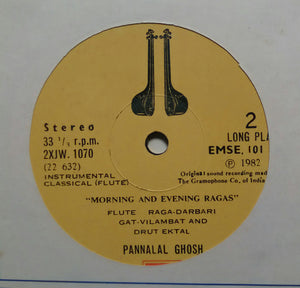 Stereo
33 1/3 r.p.m.
2XJW. 1070
(22 632)
INSTRUMENTAL
CLASSICAL (FLUTE)
2
LONG PLA
EMSE, 101
Ⓟ 1982
Original sound recording mad
The Gramophone Co. of India
"MORNING AND EVENING RAGAS"
FLUTE RAGA-DARBARI
GAT-VILAMBAT AND
DRUT EKTAL
PANNALAL GHOSH